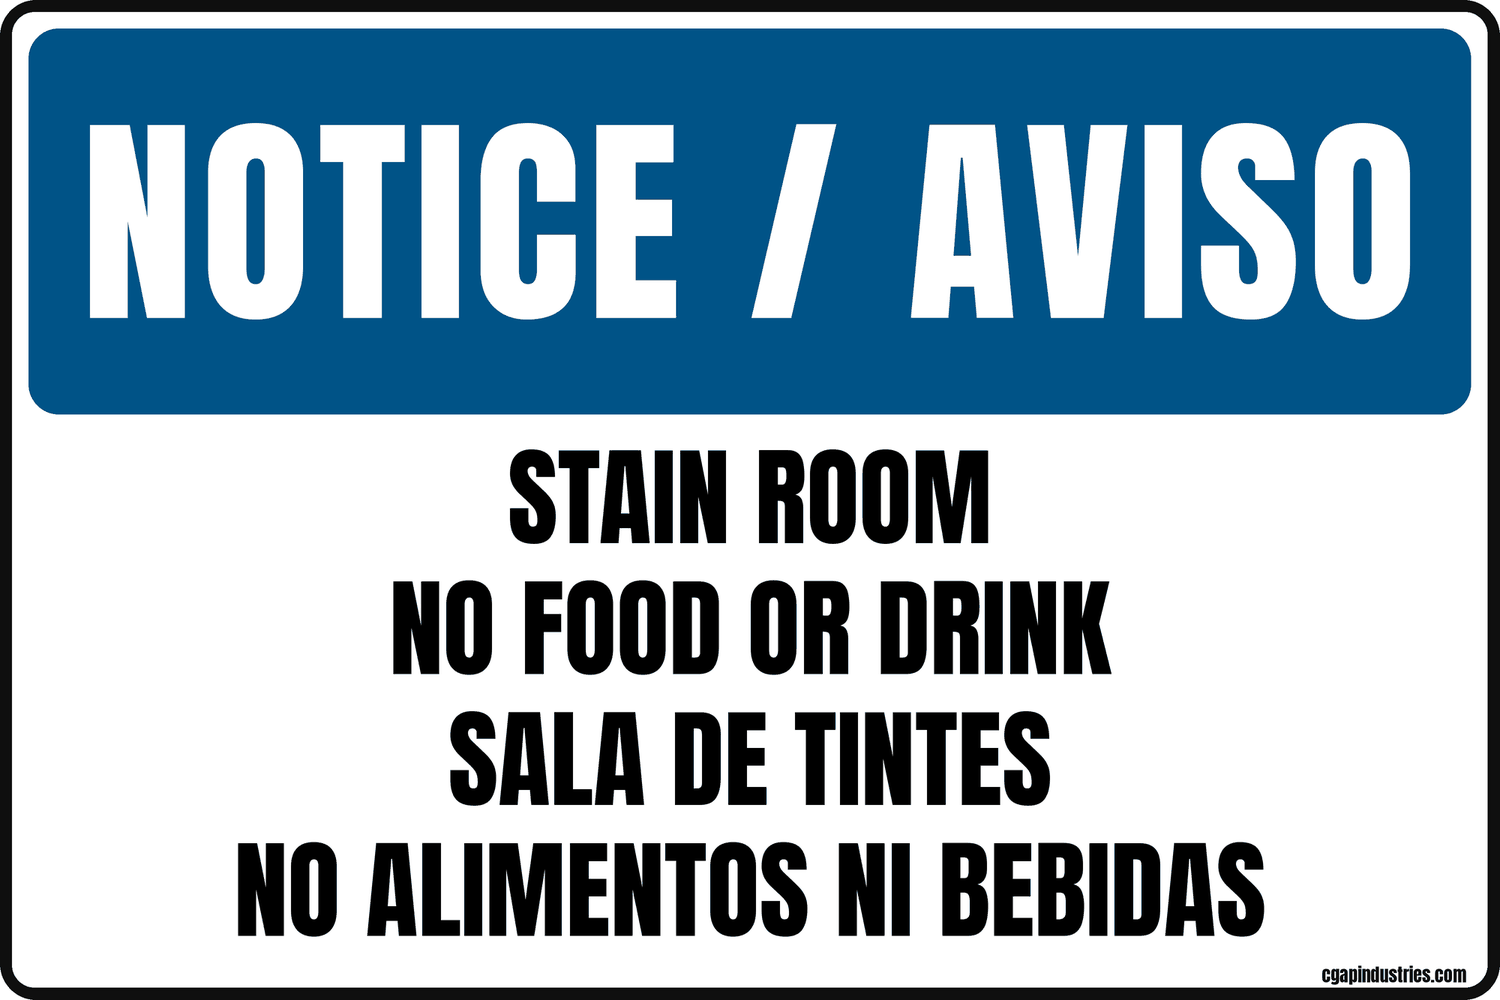 NOTICE / AVISO
STAIN ROOM
NO FOOD OR DRINK
SALA DE TINTES
NO ALIMENTOS NI BEBIDAS
cgapindustries.com